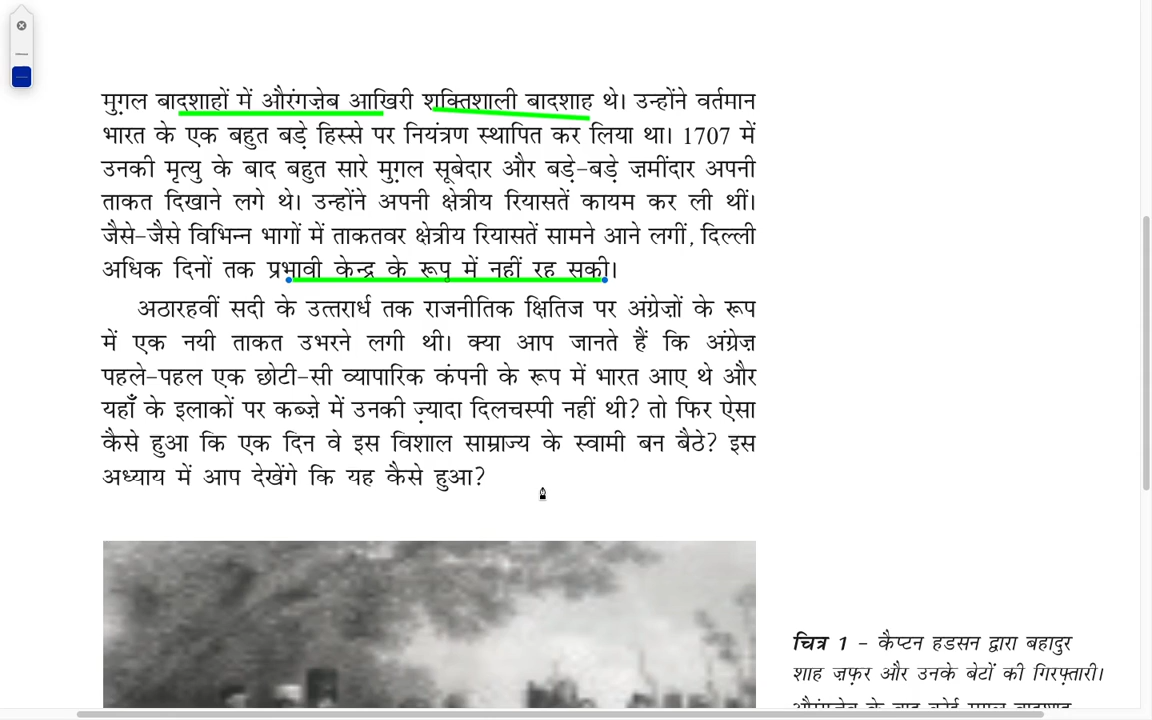 मुग़ल बादशाहों में औरंगज़ेब आखिरी शक्तिशाली बादशाह थे। उन्होंने वर्तमान
भारत के एक बहुत बड़े हिस्से पर नियंत्रण स्थापित कर लिया था। 1707 में
उनकी मृत्यु के बाद बहुत सारे मुग़ल सूबेदार और बड़े-बड़े ज़मींदार अपनी
ताकत दिखाने लगे थे। उन्होंने अपनी क्षेत्रीय रियासतें कायम कर ली थीं।
जैसे-जैसे विभिन्न भागों में ताकतवर क्षेत्रीय रियासतें सामने आने लगीं, दिल्ली
अधिक दिनों तक प्रभावी केन्द्र के रूप में नहीं रह सकी।
अठारहवीं सदी के उत्तरार्ध तक राजनीतिक क्षितिज पर अंग्रेज़ों के रूप
में एक नयी ताकत उभरने लगी थी। क्या आप जानते हैं कि अंग्रेज़
पहले-पहल एक छोटी-सी व्यापारिक कंपनी के रूप में भारत आए थे और
यहाँ के इलाकों पर कब्ज़े में उनकी ज़्यादा दिलचस्पी नहीं थी? तो फिर ऐसा
कैसे हुआ कि एक दिन वे इस विशाल साम्राज्य के स्वामी बन बैठे? इस
अध्याय में आप देखेंगे कि यह कैसे हुआ?
चित्र 1 - कैप्टन हडसन द्वारा बहादुर
शाह ज़फ़र और उनके बेटों की गिरफ़्तारी।
औरंगज़ेब के बाद कोई मुग़ल बादशाह